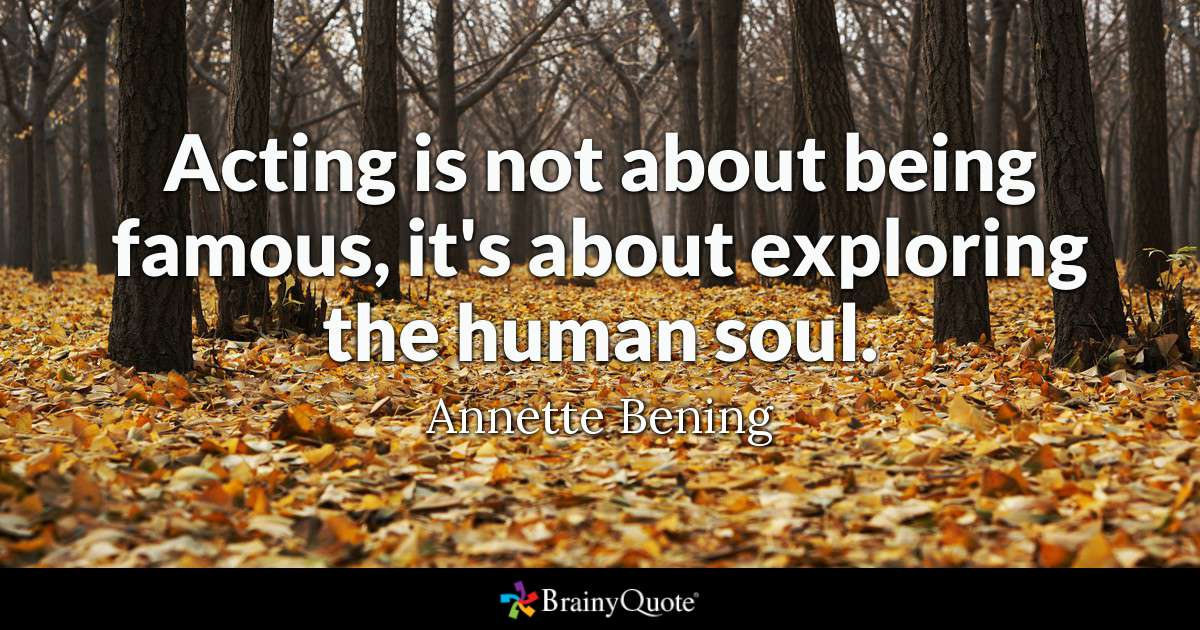 Acting is not about being
famous, it's about exploring
the human soul.
Annette Bening
BrainyQuote®